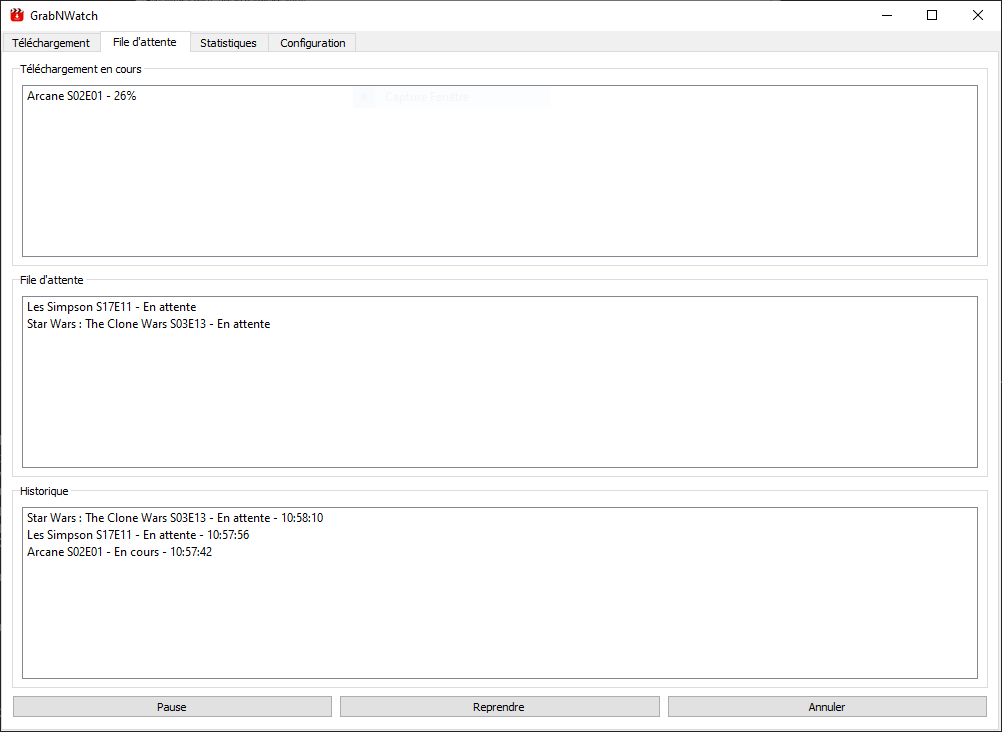 GrabNWatch
Téléchargement File d'attente Statistiques Configuration
Téléchargement en cours
Arcane S02E01 - 26%
Capture Fenêtre
File d'attente
Les Simpson S17E11 - En attente
Star Wars : The Clone Wars S03E13 - En attente
Historique
Star Wars : The Clone Wars S03E13 - En attente - 10:58:10
Les Simpson S17E11 - En attente - 10:57:56
Arcane S02E01 - En cours - 10:57:42
Pause Reprendre Annuler